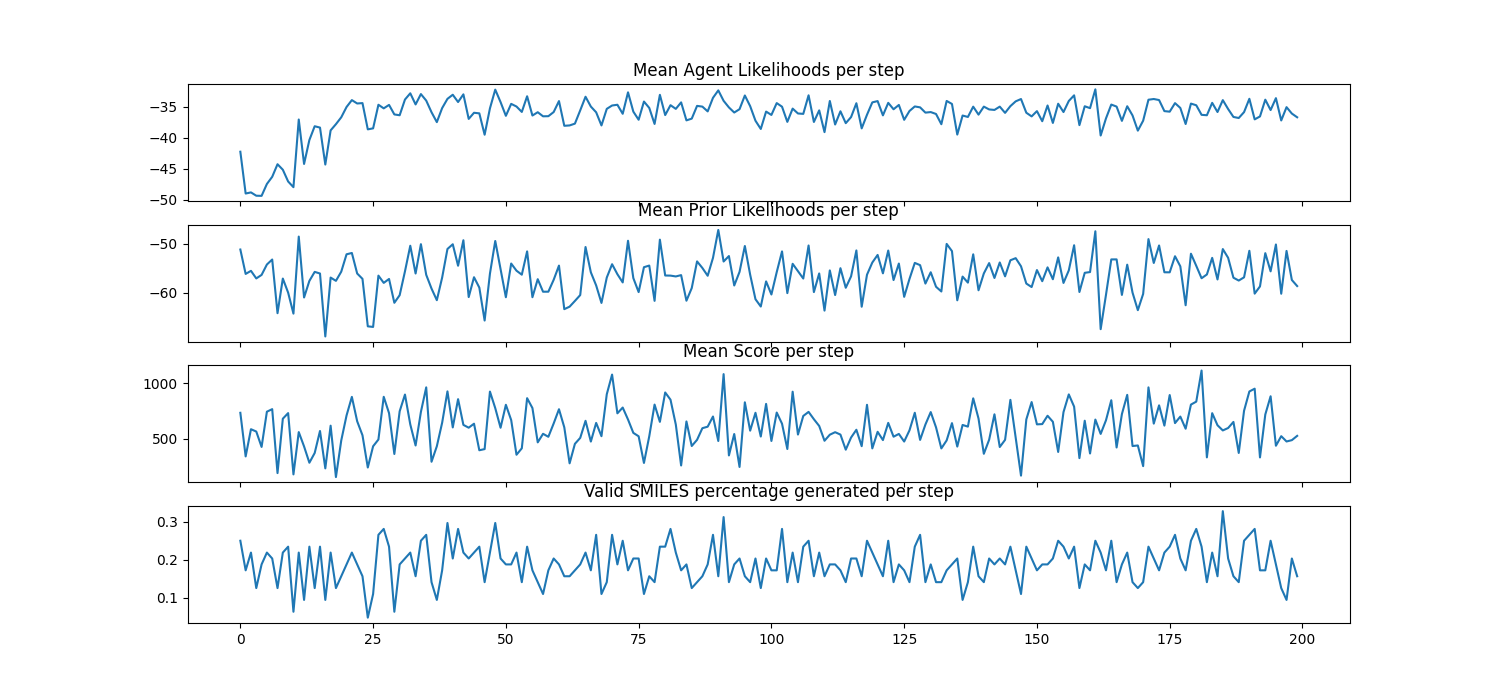 Mean Agent Likelihoods per step
−35
−40
−45
−50
Mean Prior Likelihoods per step
−50
−60
Mean Score per step
1000
500
Valid SMILES percentage generated per step
0.3
0.2
0.1
0 25 50 75 100 125 150 175 200